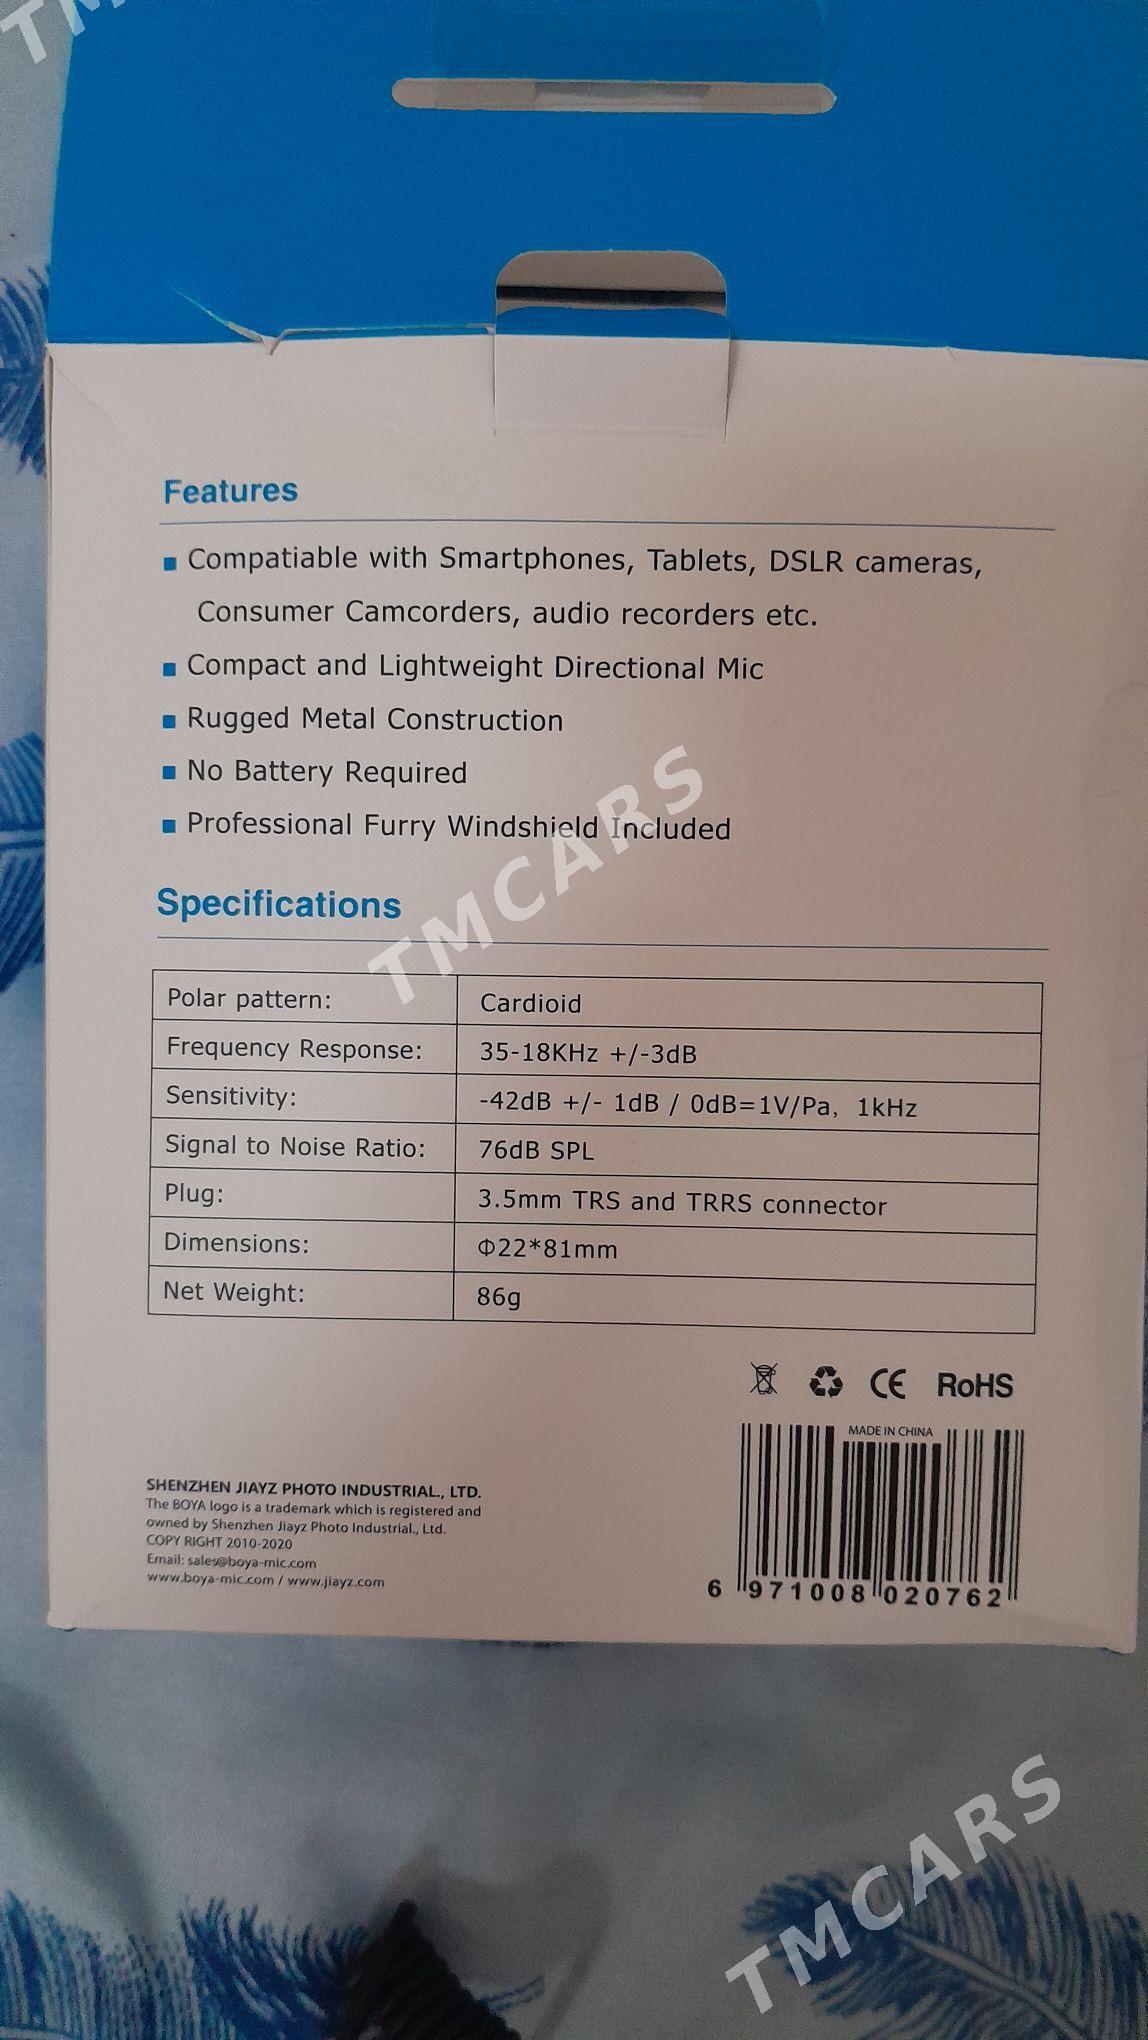 TM
Features
Compatiable with Smartphones, Tablets, DSLR cameras,
Consumer Camcorders, audio recorders etc.
Compact and Lightweight Directional Mic
Rugged Metal Construction
No Battery Required
Professional Furry Windshield Included
TMCARS
Specifications
Polar pattern: Cardioid
Frequency Response: 35-18KHz +/-3dB
Sensitivity: -42dB +/- 1dB / 0dB=1V/Pa, 1kHz
Signal to Noise Ratio: 76dB SPL
Plug: 3.5mm TRS and TRRS connector
Dimensions: Φ22*81mm
Net Weight: 86g
CE RoHS
MADE IN CHINA
SHENZHEN JIAYZ PHOTO INDUSTRIAL., LTD.
The BOYA logo is a trademark which is registered and
owned by Shenzhen Jiayz Photo Industrial., Ltd.
COPY RIGHT 2010-2020
Email: sales@boya-mic.com
www.boya-mic.com / www.jiayz.com
6 971008 020762
TMCARS